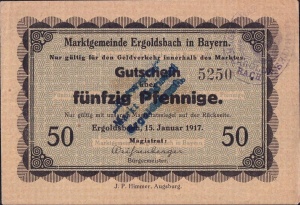 Marktgemeinde Ergoldsbach in Bayern.
Nur gültig für den Geldverkehr innerhalb des Marktes.
Gutschein
5250
über
fünfzig Pfennige.
Nur gültig mit Marktsiegel auf der Rückseite.
50
Ergoldsbach, 15. Januar 1917.
50
Magistrat:
Bürgermeister.
J. P. Himmer, Augsburg.